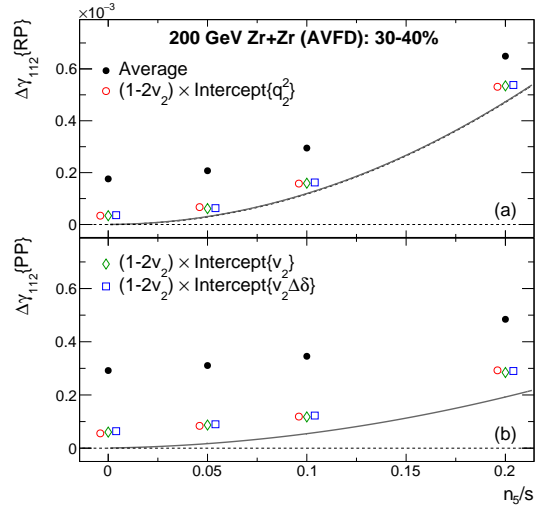 ×10⁻³
200 GeV Zr+Zr (AVFD): 30-40%
Δγ₁₁₂{RP}
Average
(1-2v₂) × Intercept{q₂²}
0.6
0.4
0.2
0
(a)
Δγ₁₁₂{PP}
(1-2v₂) × Intercept{v₂}
(1-2v₂) × Intercept{v₂Δδ}
0.6
0.4
0.2
0
(b)
0 0.05 0.1 0.15 0.2
n₅/s